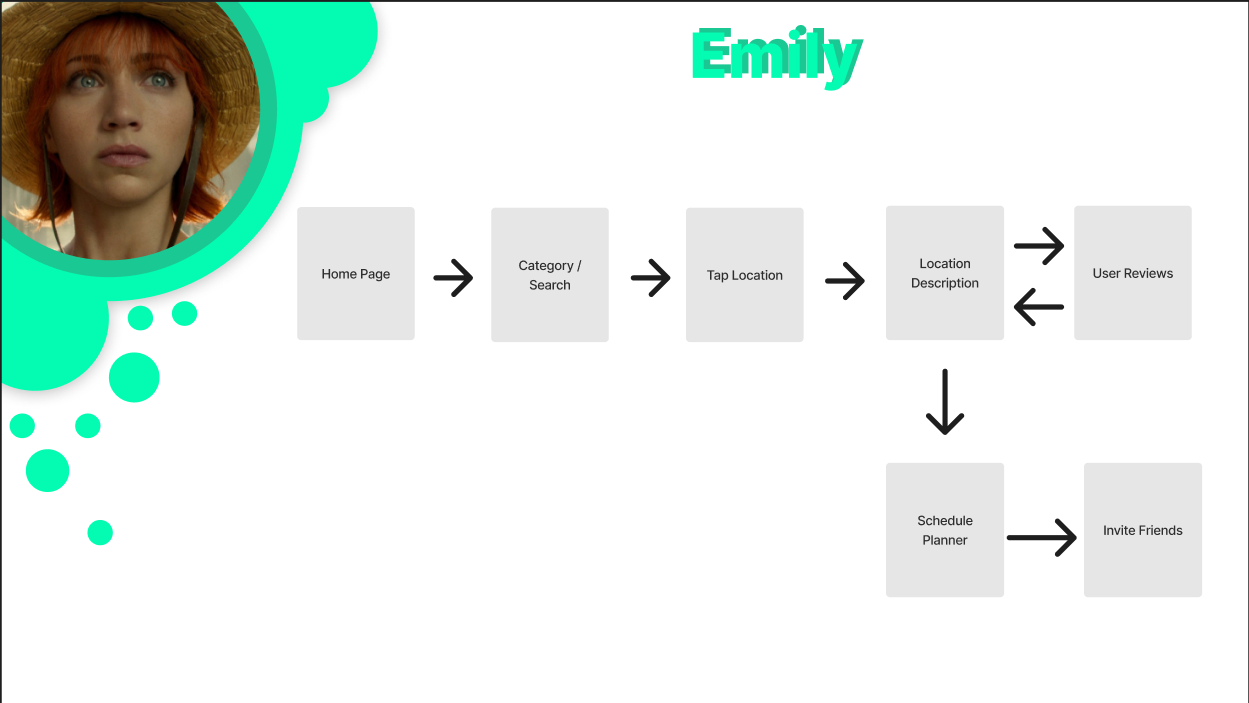 Emily
Home Page
Category /
Search
Tap Location
Location
Description
User Reviews
Schedule
Planner
Invite Friends